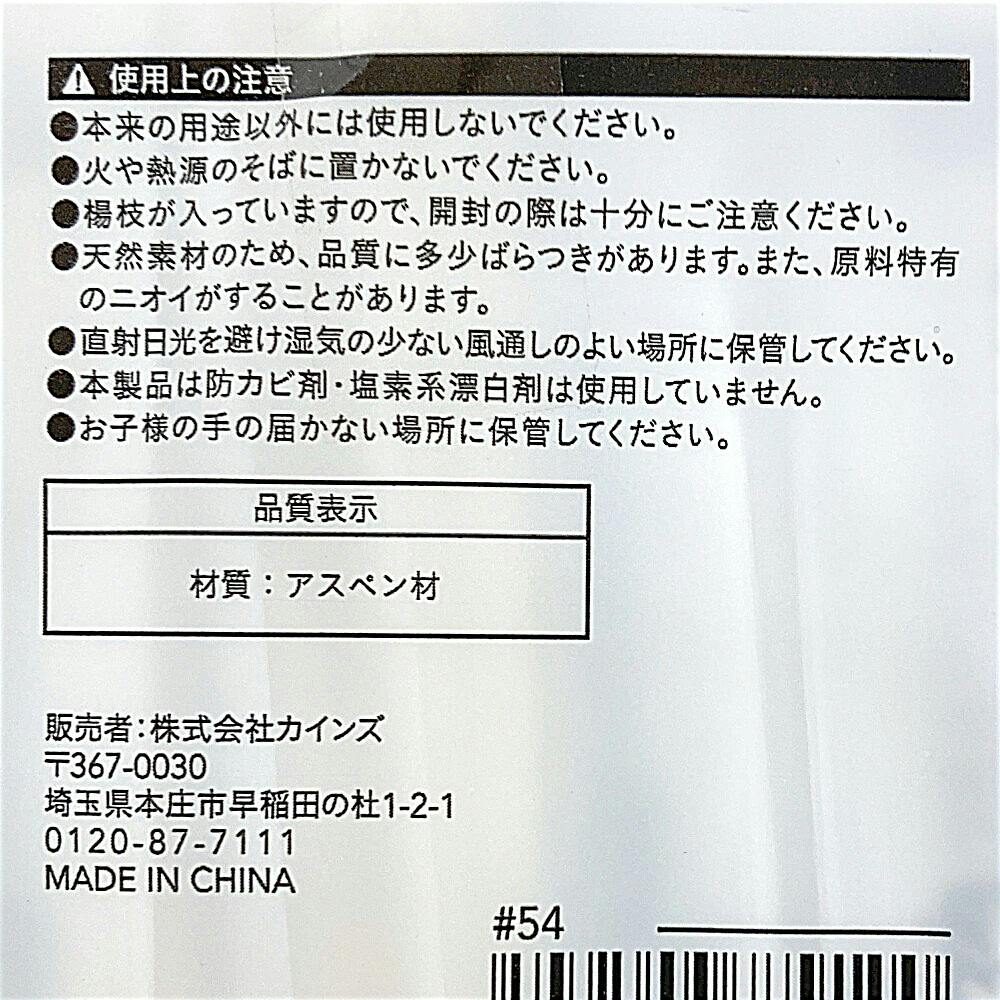 ⚠ 使用上の注意
●本来の用途以外には使用しないでください。
●火や熱源のそばに置かないでください。
●楊枝が入っていますので、開封の際は十分にご注意ください。
●天然素材のため、品質に多少ばらつきがあります。また、原料特有
のニオイがすることがあります。
●直射日光を避け湿気の少ない風通しのよい場所に保管してください。
●本製品は防カビ剤・塩素系漂白剤は使用していません。
●お子様の手の届かない場所に保管してください。
品質表示
材質：アスペン材
販売者：株式会社カインズ
〒367-0030
埼玉県本庄市早稲田の杜1-2-1
0120-87-7111
MADE IN CHINA
#54